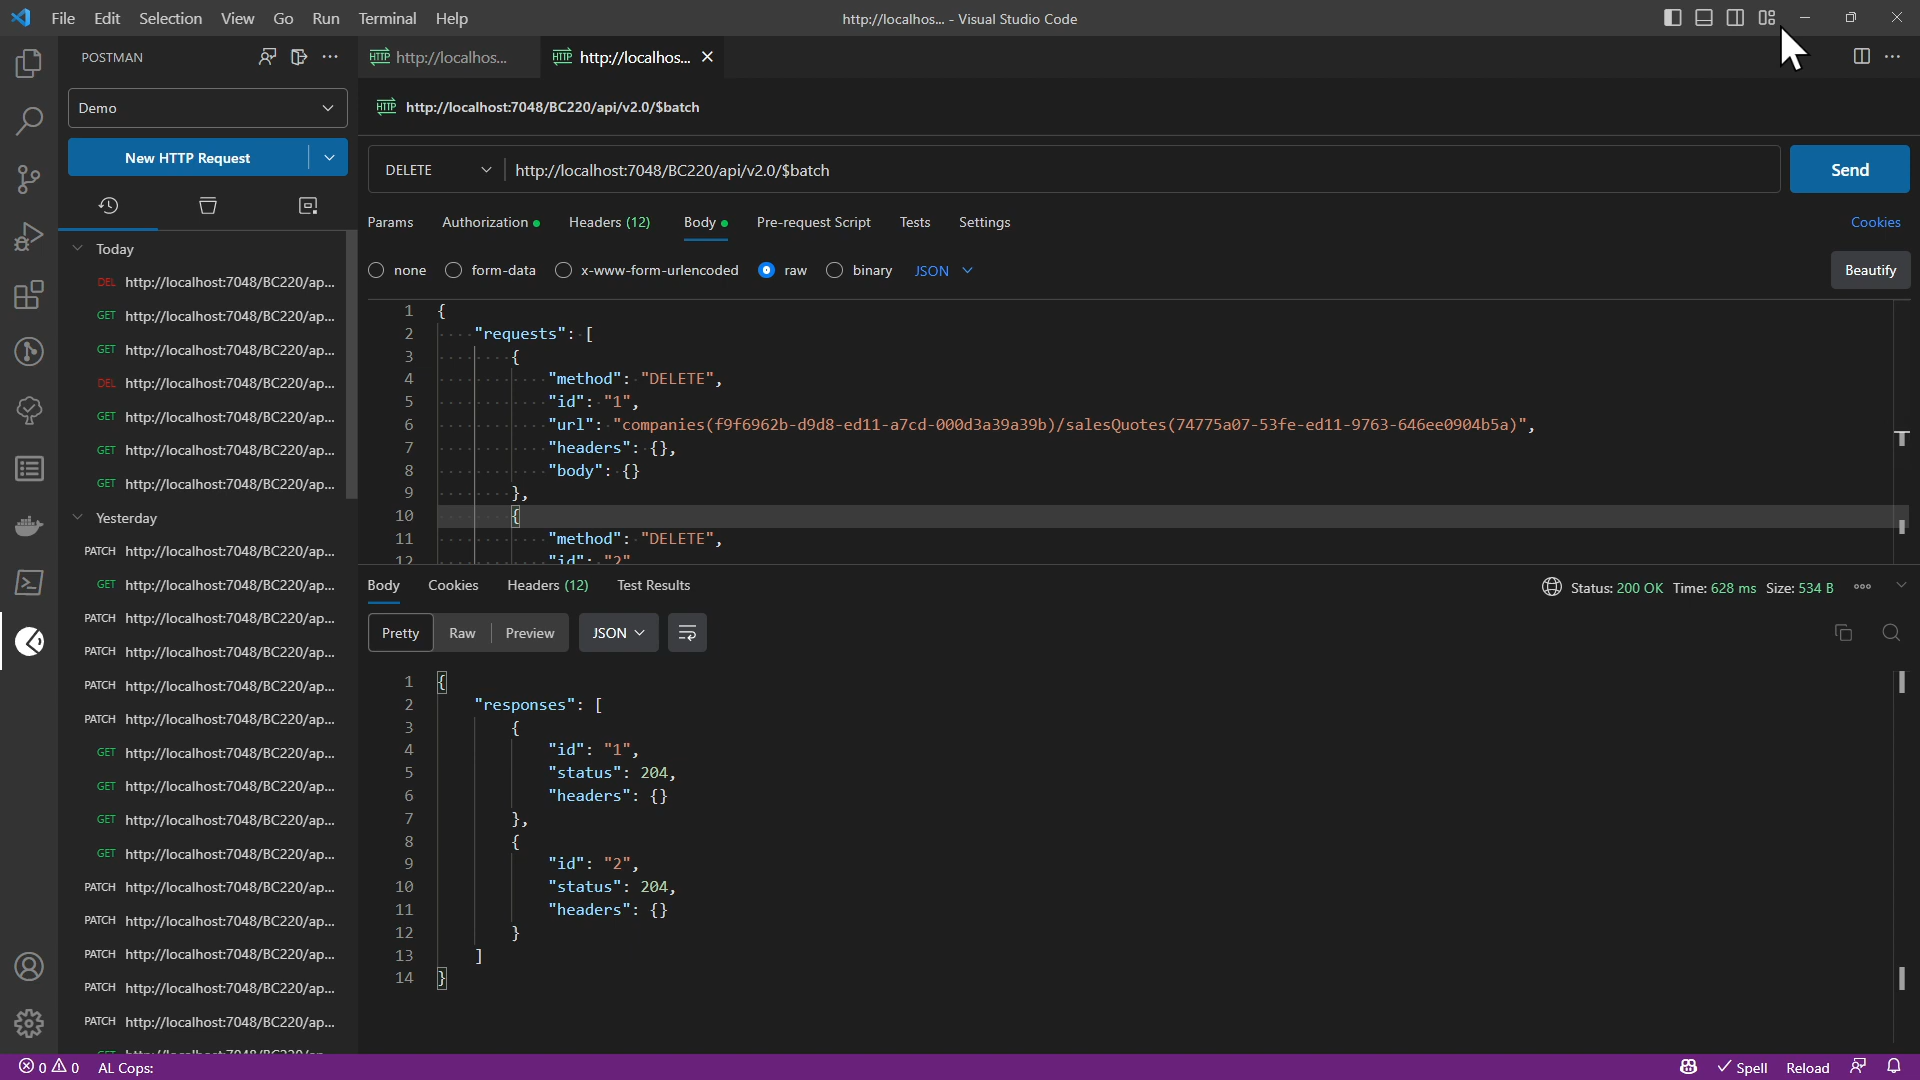 File Edit Selection View Go Run Terminal Help
http://localhos... - Visual Studio Code
POSTMAN
HTTP http://localhos...
HTTP http://localhos...
Demo
HTTP http://localhost:7048/BC220/api/v2.0/$batch
New HTTP Request
DELETE http://localhost:7048/BC220/api/v2.0/$batch
Send
Params Authorization Headers (12) Body Pre-request Script Tests Settings Cookies
none form-data x-www-form-urlencoded raw binary JSON Beautify
Today
DEL http://localhost:7048/BC220/ap...
GET http://localhost:7048/BC220/ap...
GET http://localhost:7048/BC220/ap...
DEL http://localhost:7048/BC220/ap...
GET http://localhost:7048/BC220/ap...
GET http://localhost:7048/BC220/ap...
GET http://localhost:7048/BC220/ap...
Yesterday
PATCH http://localhost:7048/BC220/ap...
GET http://localhost:7048/BC220/ap...
PATCH http://localhost:7048/BC220/ap...
PATCH http://localhost:7048/BC220/ap...
PATCH http://localhost:7048/BC220/ap...
PATCH http://localhost:7048/BC220/ap...
GET http://localhost:7048/BC220/ap...
GET http://localhost:7048/BC220/ap...
GET http://localhost:7048/BC220/ap...
GET http://localhost:7048/BC220/ap...
PATCH http://localhost:7048/BC220/ap...
PATCH http://localhost:7048/BC220/ap...
PATCH http://localhost:7048/BC220/ap...
PATCH http://localhost:7048/BC220/ap...
PATCH http://localhost:7048/BC220/ap...
1 {
2 "requests": [
3 {
4 "method": "DELETE",
5 "id": "1",
6 "url": "companies(f9f6962b-d9d8-ed11-a7cd-000d3a39a39b)/salesQuotes(74775a07-53fe-ed11-9763-646ee0904b5a)",
7 "headers": {},
8 "body": {}
9 },
10 {
11 "method": "DELETE",
12 "id": "2"
Body Cookies Headers (12) Test Results
Status: 200 OK Time: 628 ms Size: 534 B
Pretty Raw Preview JSON
1 {
2 "responses": [
3 {
4 "id": "1",
5 "status": 204,
6 "headers": {}
7 },
8 {
9 "id": "2",
10 "status": 204,
11 "headers": {}
12 }
13 ]
14 }
0 0 AL Cops:
Spell Reload